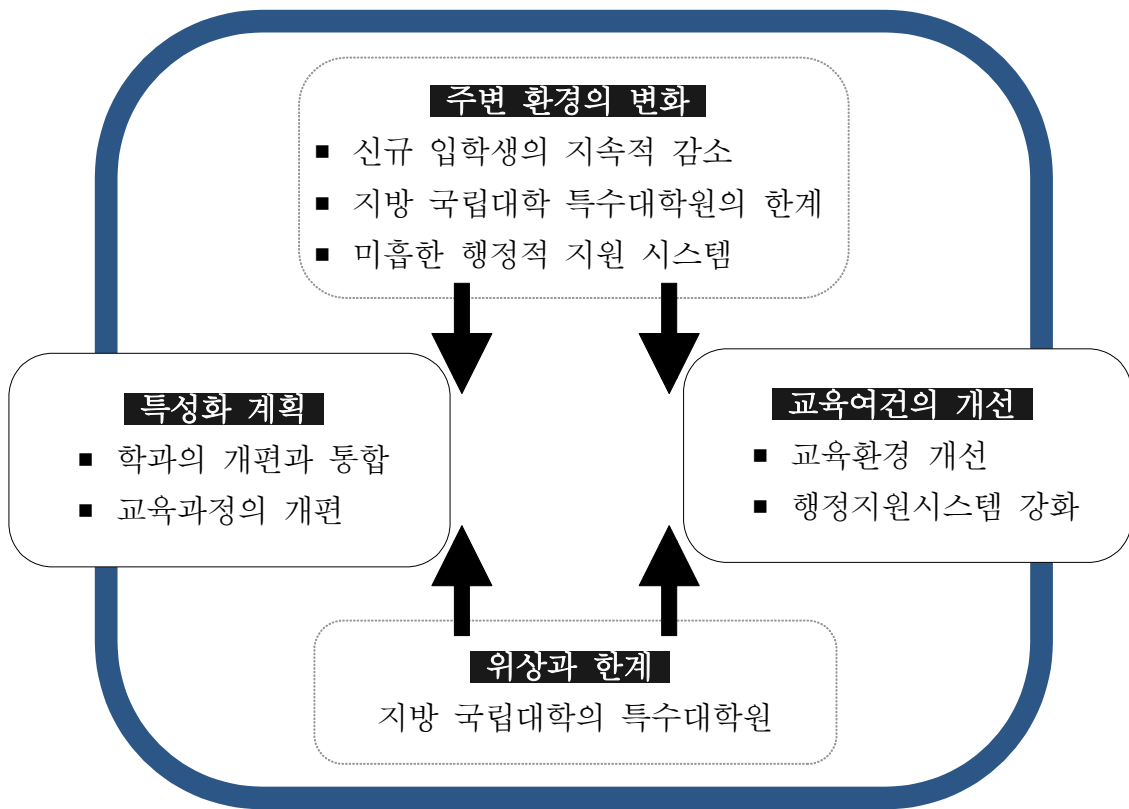 주변 환경의 변화
▪ 신규 입학생의 지속적 감소
▪ 지방 국립대학 특수대학원의 한계
▪ 미흡한 행정적 지원 시스템
특성화 계획
▪ 학과의 개편과 통합
▪ 교육과정의 개편
교육여건의 개선
▪ 교육환경 개선
▪ 행정지원시스템 강화
위상과 한계
지방 국립대학의 특수대학원